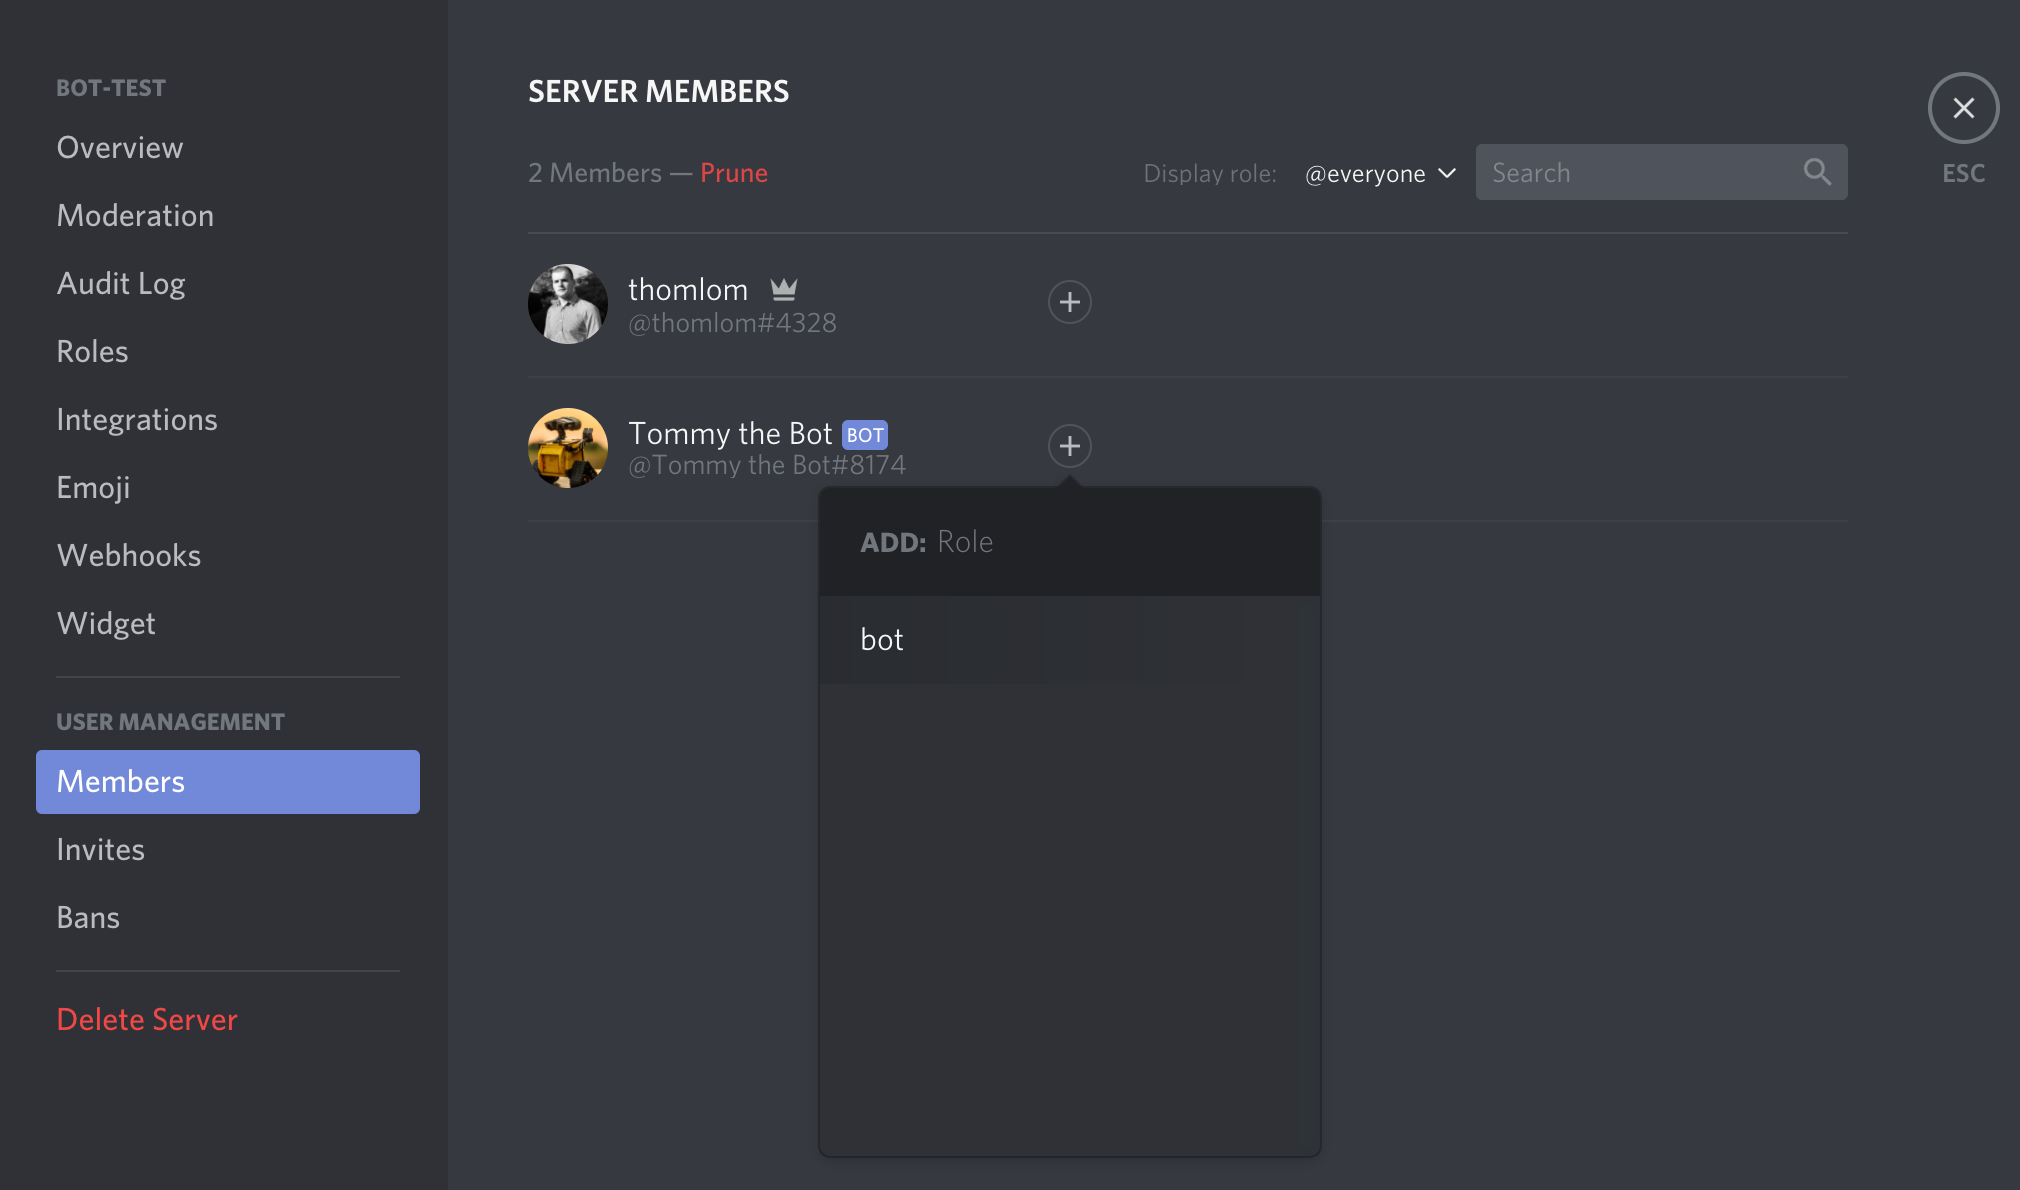 BOT-TEST
Overview
Moderation
Audit Log
Roles
Integrations
Emoji
Webhooks
Widget
USER MANAGEMENT
Members
Invites
Bans
Delete Server
SERVER MEMBERS
2 Members — Prune
Display role: @everyone
Search
ESC
thomlom
@thomlom#4328
Tommy the Bot BOT
@Tommy the Bot#8174
ADD: Role
bot